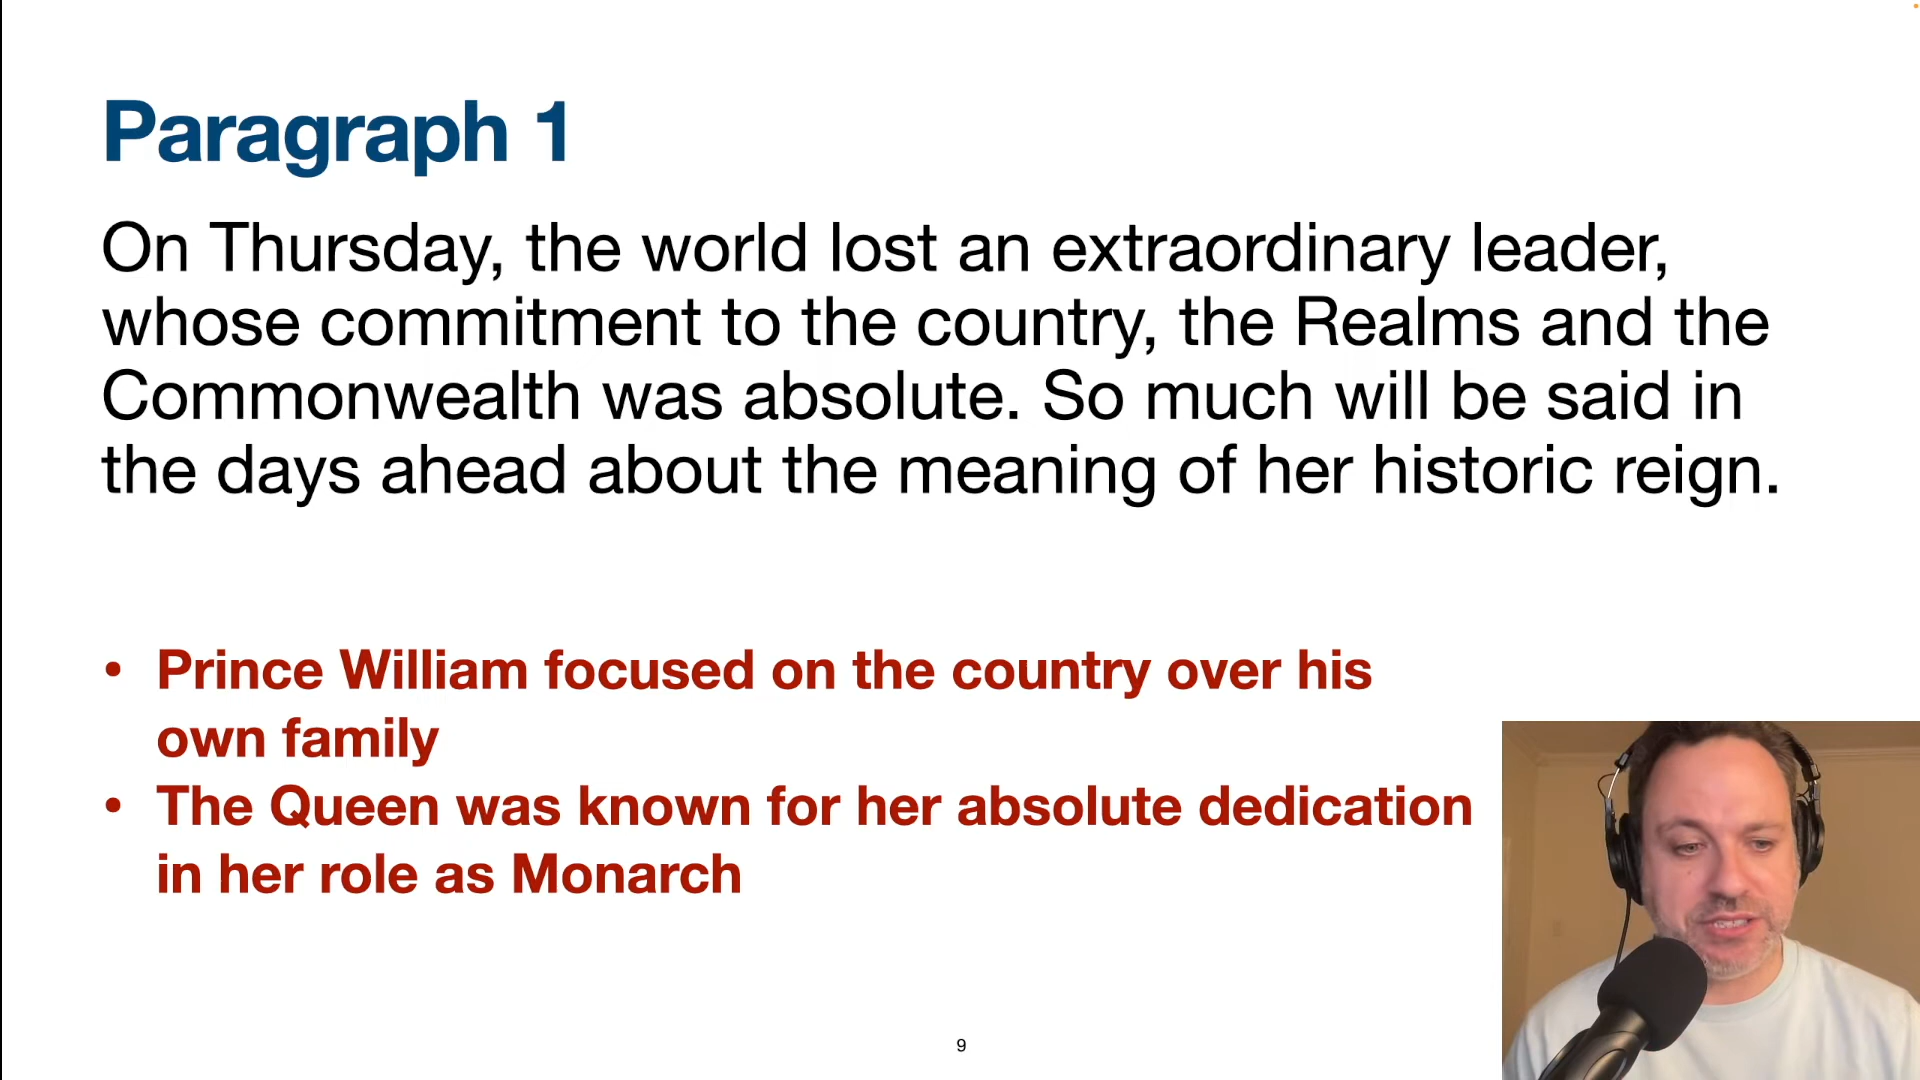 Paragraph 1
On Thursday, the world lost an extraordinary leader,
whose commitment to the country, the Realms and the
Commonwealth was absolute. So much will be said in
the days ahead about the meaning of her historic reign.
• Prince William focused on the country over his
own family
• The Queen was known for her absolute dedication
in her role as Monarch
9